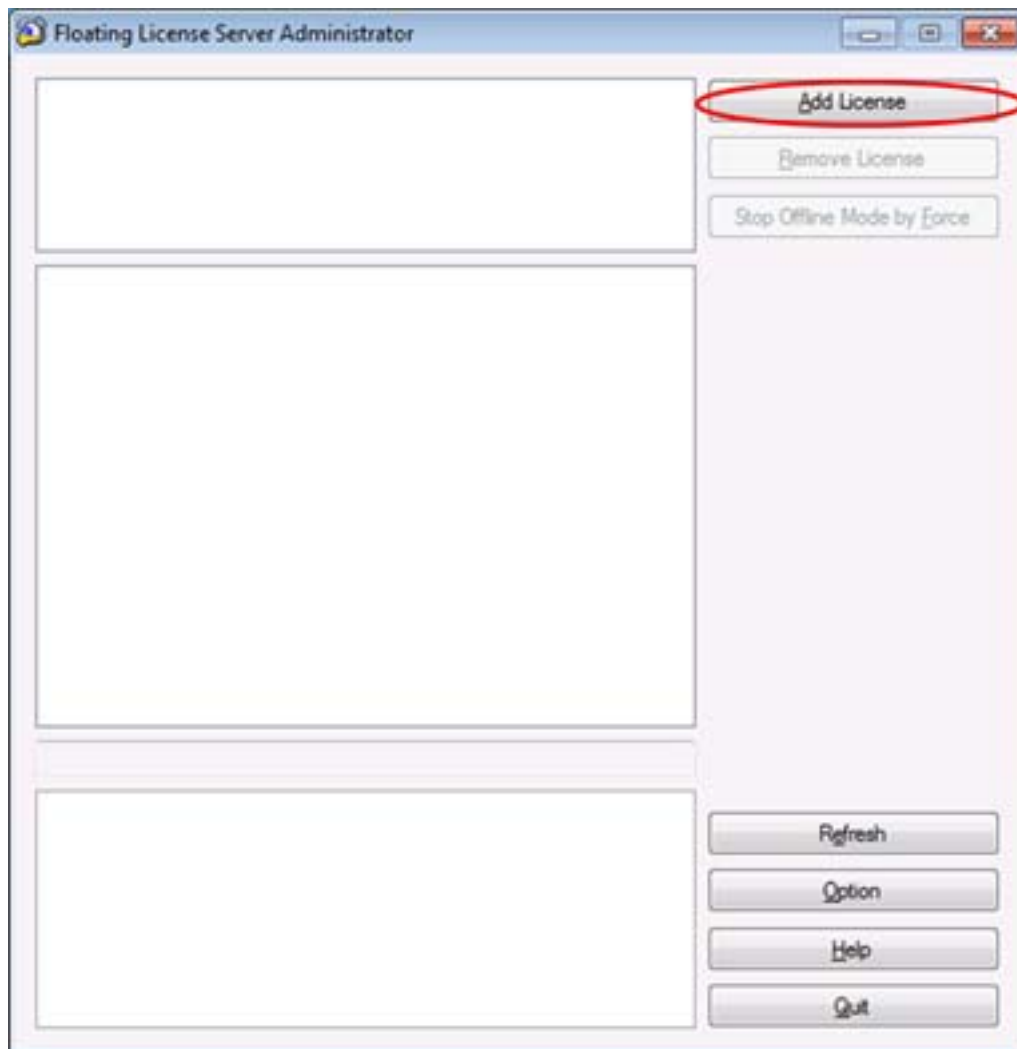 Floating License Server Administrator
Add License
Remove License
Stop Offline Mode by Force
Refresh
Option
Help
Quit